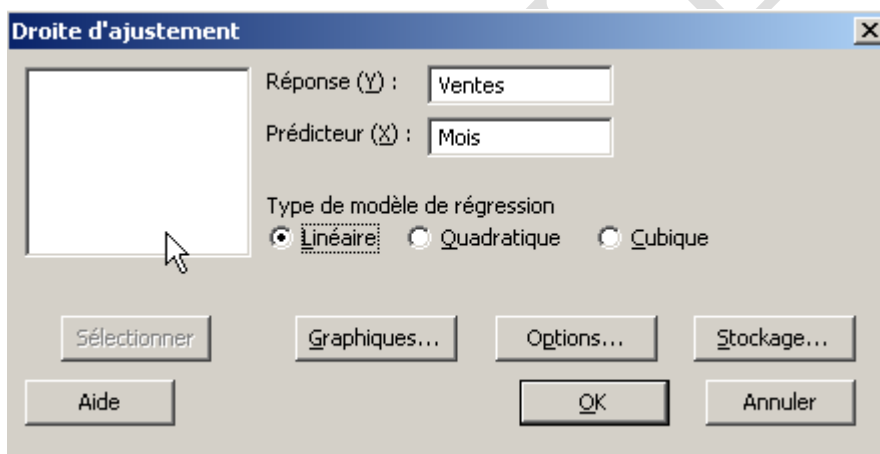 Droite d'ajustement
Réponse (Y) : Ventes
Prédicteur (X) : Mois
Type de modèle de régression
Linéaire Quadratique Cubique
Sélectionner Graphiques... Options... Stockage...
Aide OK Annuler